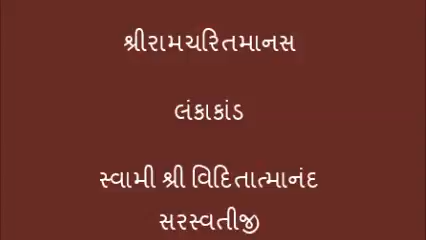 શ્રીરામચરિતમાનસ
લંકાકાંડ
સ્વામી શ્રી વિદિતાત્માનંદ
સરસ્વતીજી